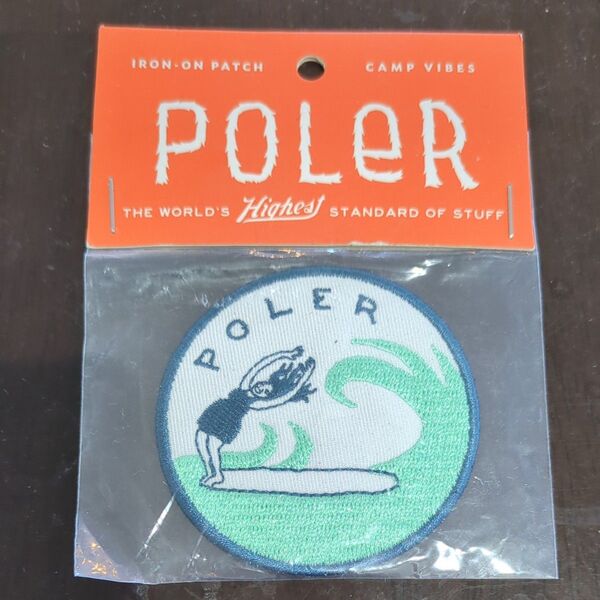 IRON-ON PATCH CAMP VIBES
POLeR
THE WORLD'S Highest STANDARD OF STUFF
POLER